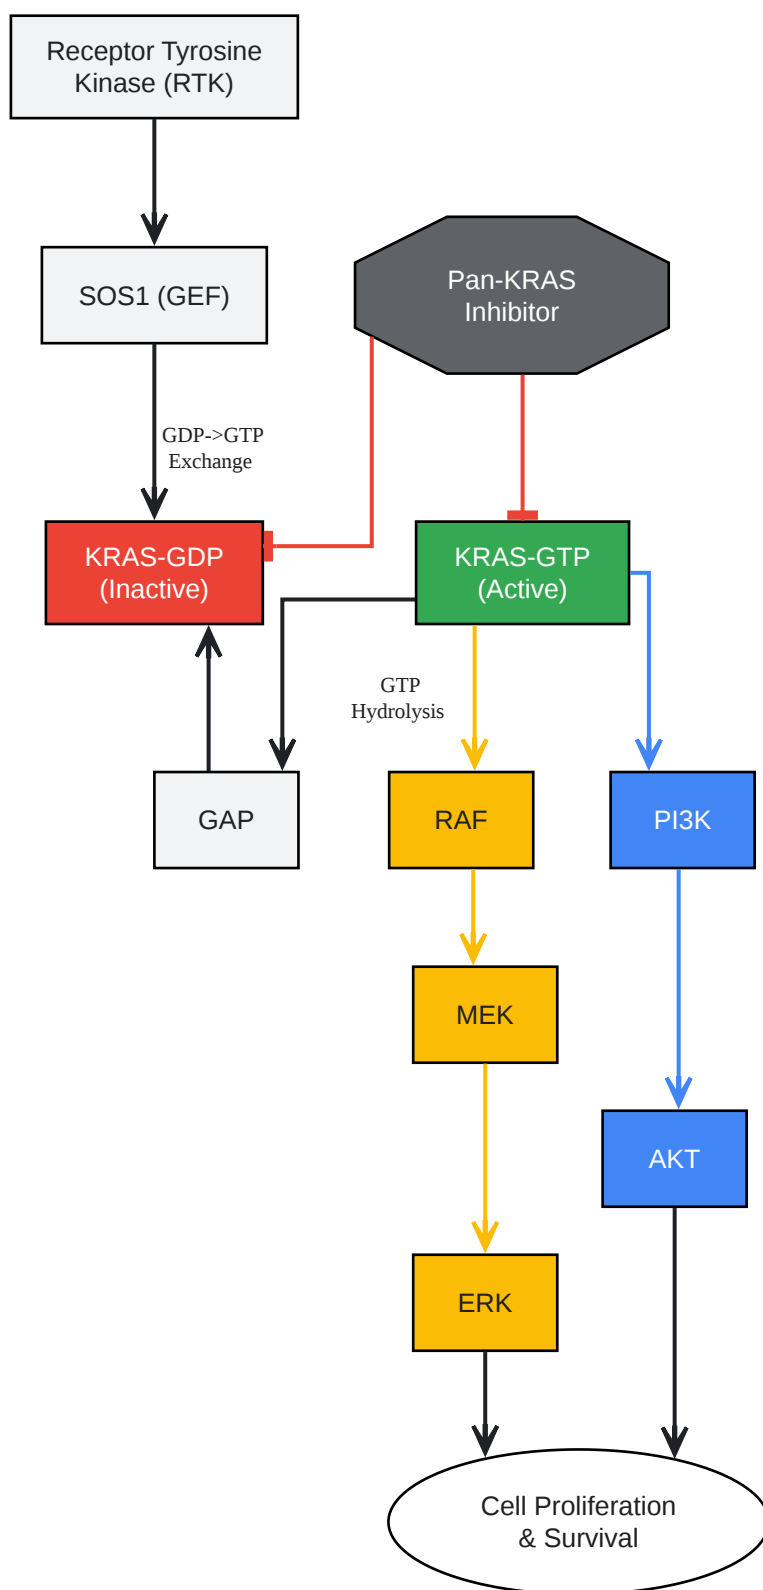 Receptor Tyrosine
Kinase (RTK)
SOS1 (GEF)
Pan-KRAS
Inhibitor
GDP->GTP
Exchange
KRAS-GDP
(Inactive)
KRAS-GTP
(Active)
GTP
Hydrolysis
GAP
RAF
PI3K
MEK
AKT
ERK
Cell Proliferation
& Survival